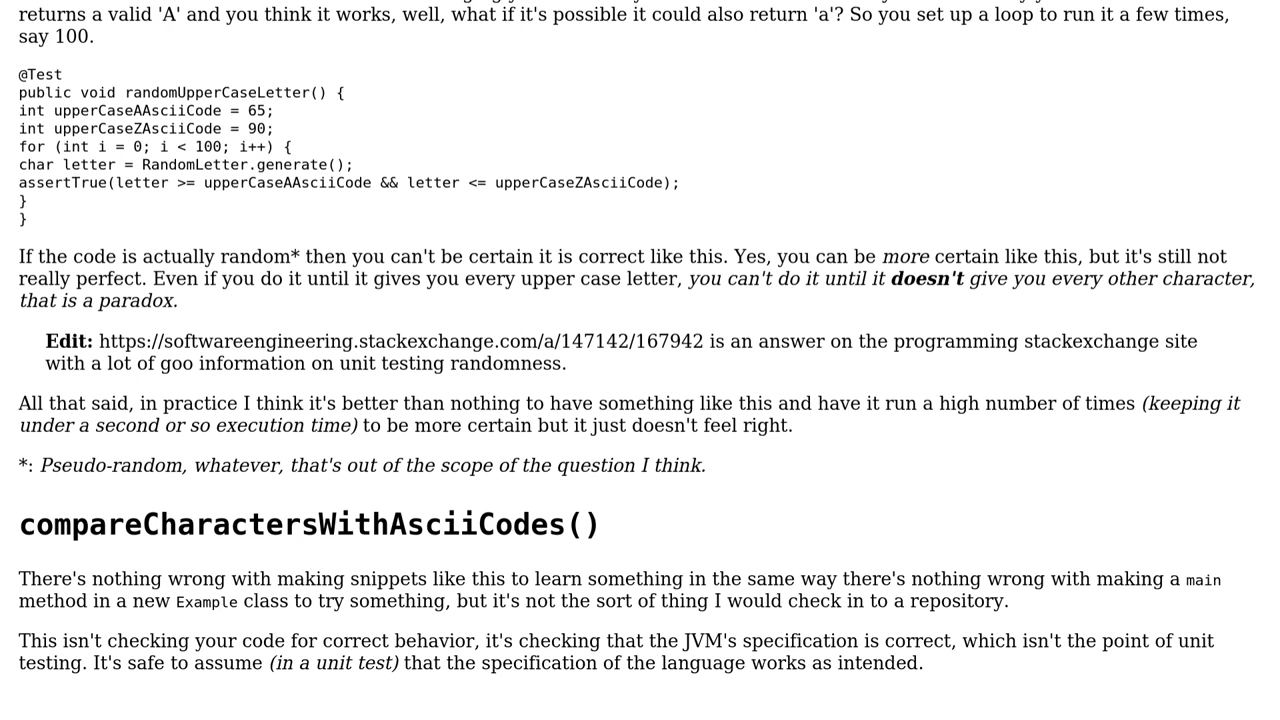 returns a valid 'A' and you think it works, well, what if it's possible it could also return 'a'? So you set up a loop to run it a few times,
say 100.
@Test
public void randomUpperCaseLetter() {
int upperCaseAAsciiCode = 65;
int upperCaseZAsciiCode = 90;
for (int i = 0; i < 100; i++) {
char letter = RandomLetter.generate();
assertTrue(letter >= upperCaseAAsciiCode && letter <= upperCaseZAsciiCode);
}
}
If the code is actually random* then you can't be certain it is correct like this. Yes, you can be more certain like this, but it's still not
really perfect. Even if you do it until it gives you every upper case letter, you can't do it until it doesn't give you every other character,
that is a paradox.
Edit: https://softwareengineering.stackexchange.com/a/147142/167942 is an answer on the programming stackexchange site
with a lot of goo information on unit testing randomness.
All that said, in practice I think it's better than nothing to have something like this and have it run a high number of times (keeping it
under a second or so execution time) to be more certain but it just doesn't feel right.
*: Pseudo-random, whatever, that's out of the scope of the question I think.
compareCharactersWithAsciiCodes()
There's nothing wrong with making snippets like this to learn something in the same way there's nothing wrong with making a main
method in a new Example class to try something, but it's not the sort of thing I would check in to a repository.
This isn't checking your code for correct behavior, it's checking that the JVM's specification is correct, which isn't the point of unit
testing. It's safe to assume (in a unit test) that the specification of the language works as intended.